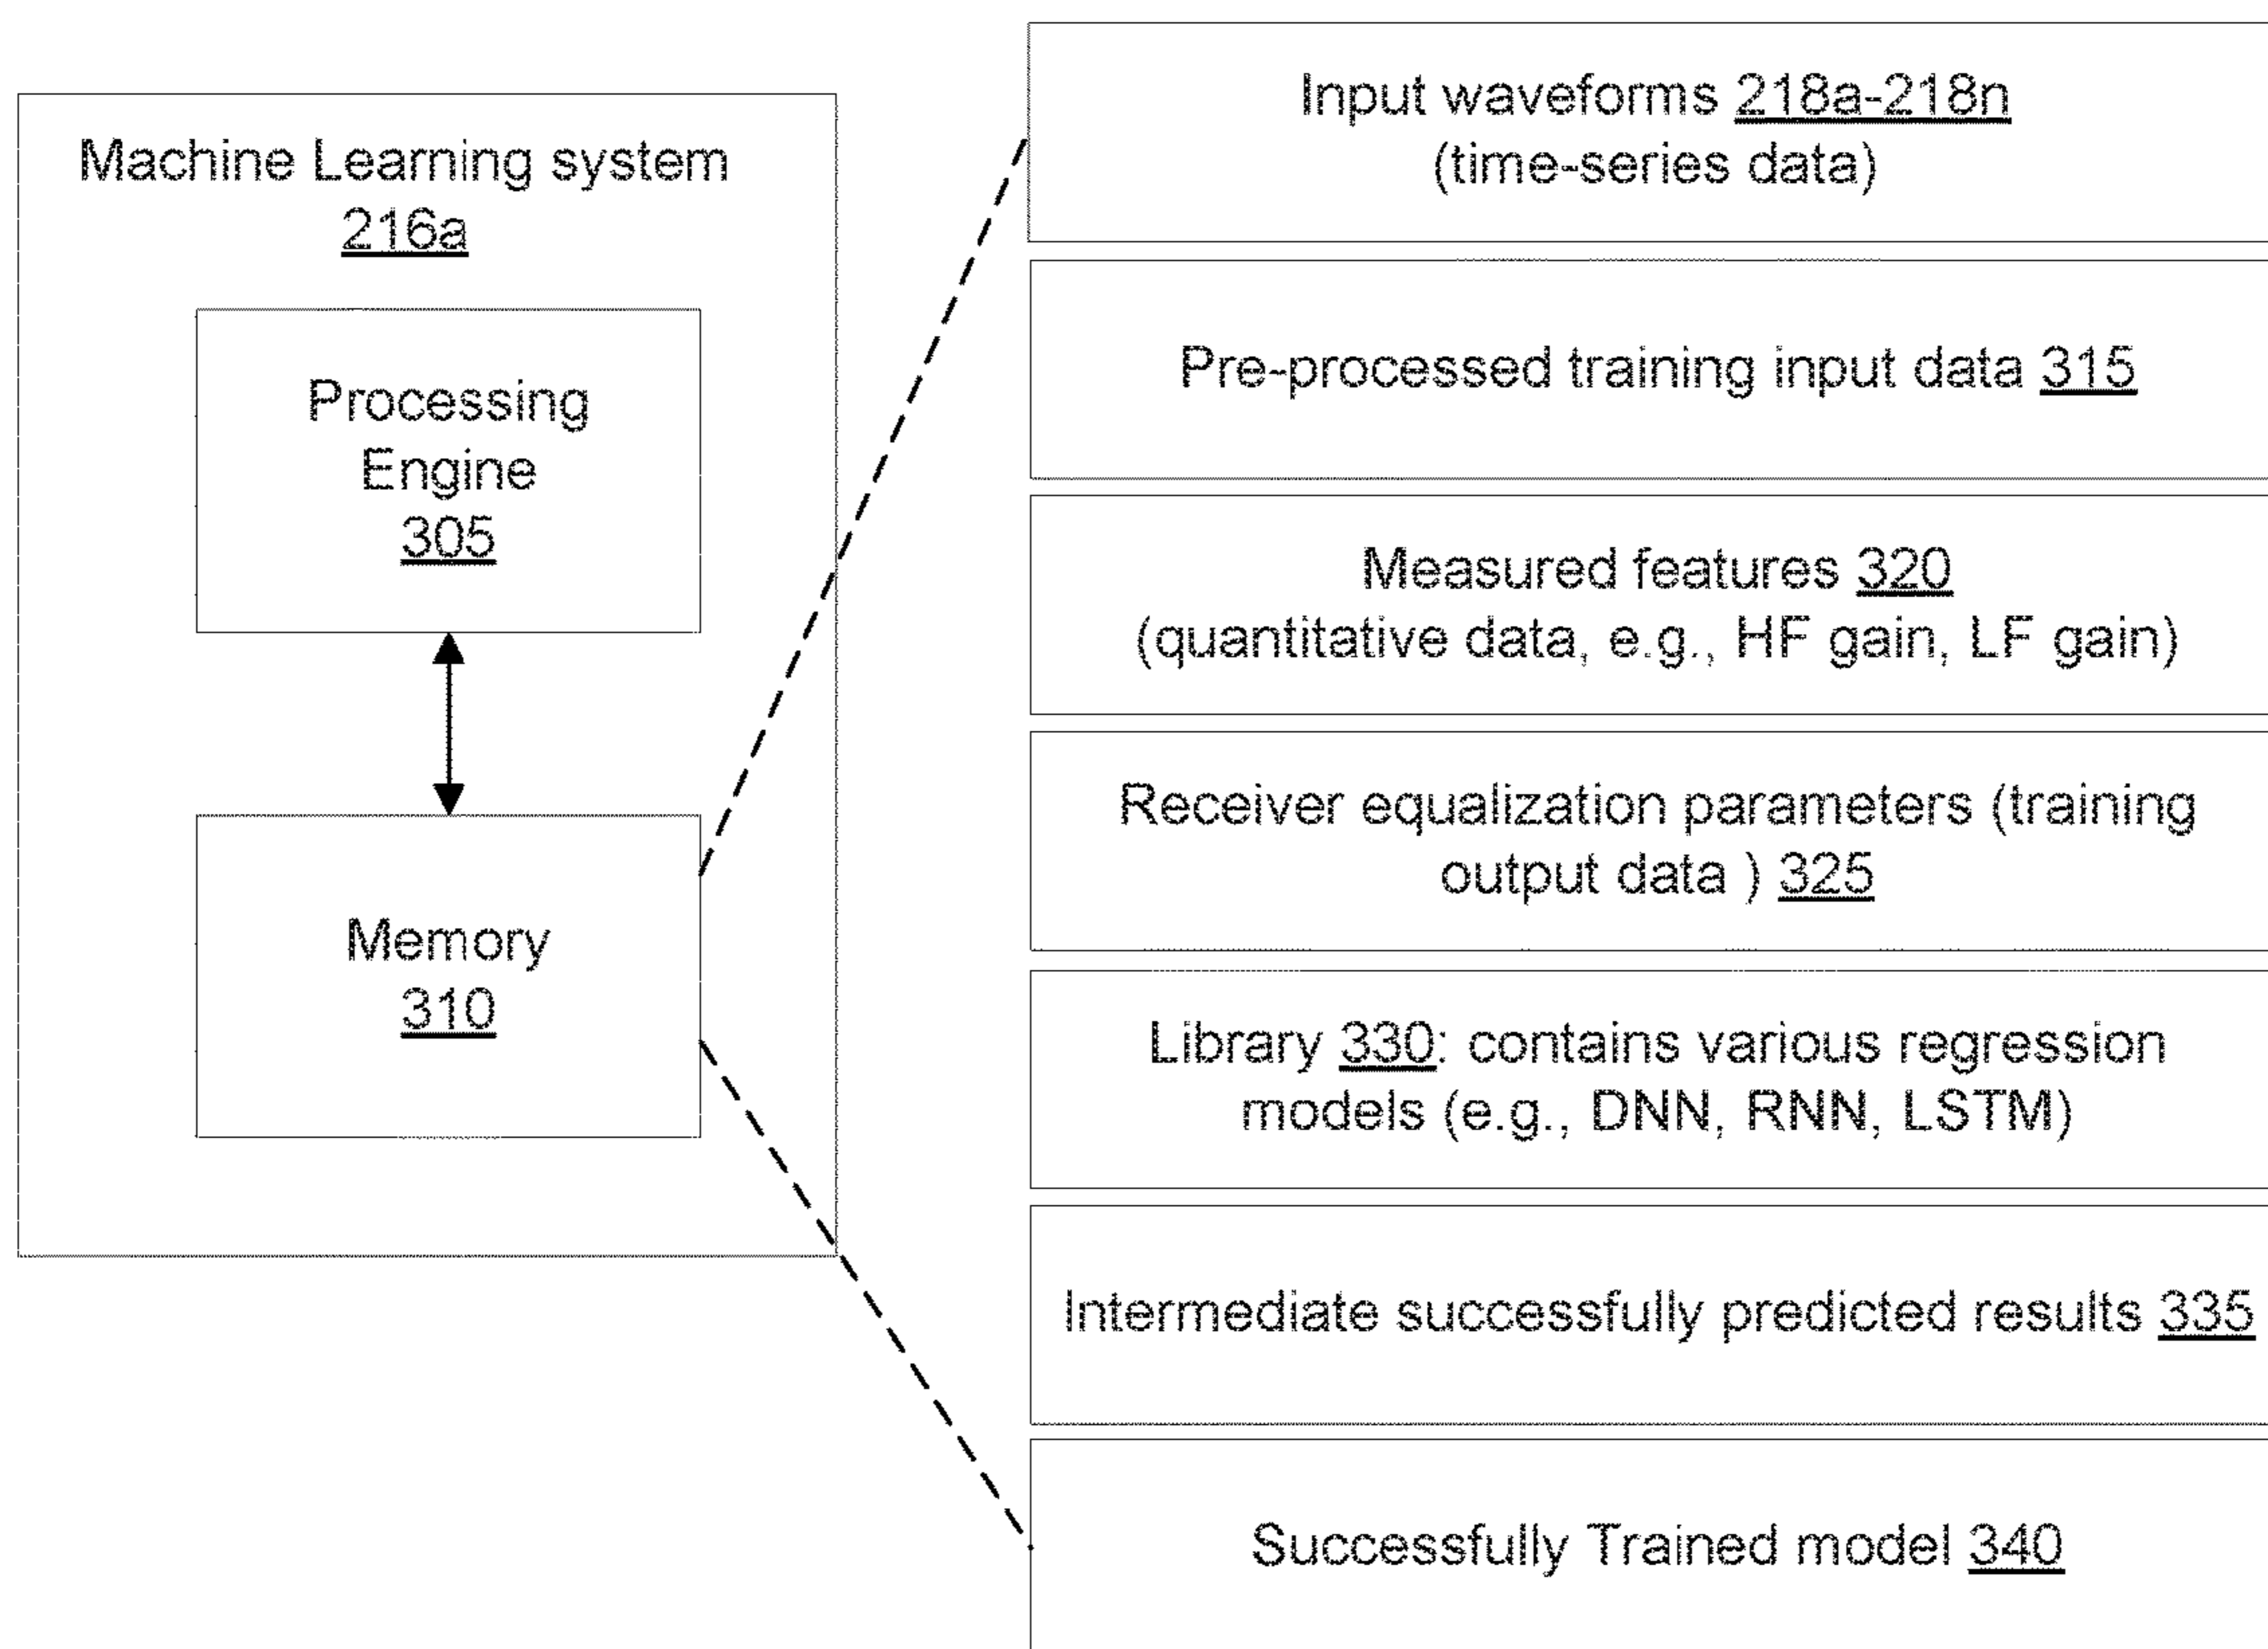 Machine Learning system
216a
Processing
Engine
305
Memory
310
Input waveforms 218a-218n
(time-series data)
Pre-processed training input data 315
Measured features 320
(quantitative data, e.g., HF gain, LF gain)
Receiver equalization parameters (training
output data ) 325
Library 330: contains various regression
models (e.g., DNN, RNN, LSTM)
Intermediate successfully predicted results 335
Successfully Trained model 340